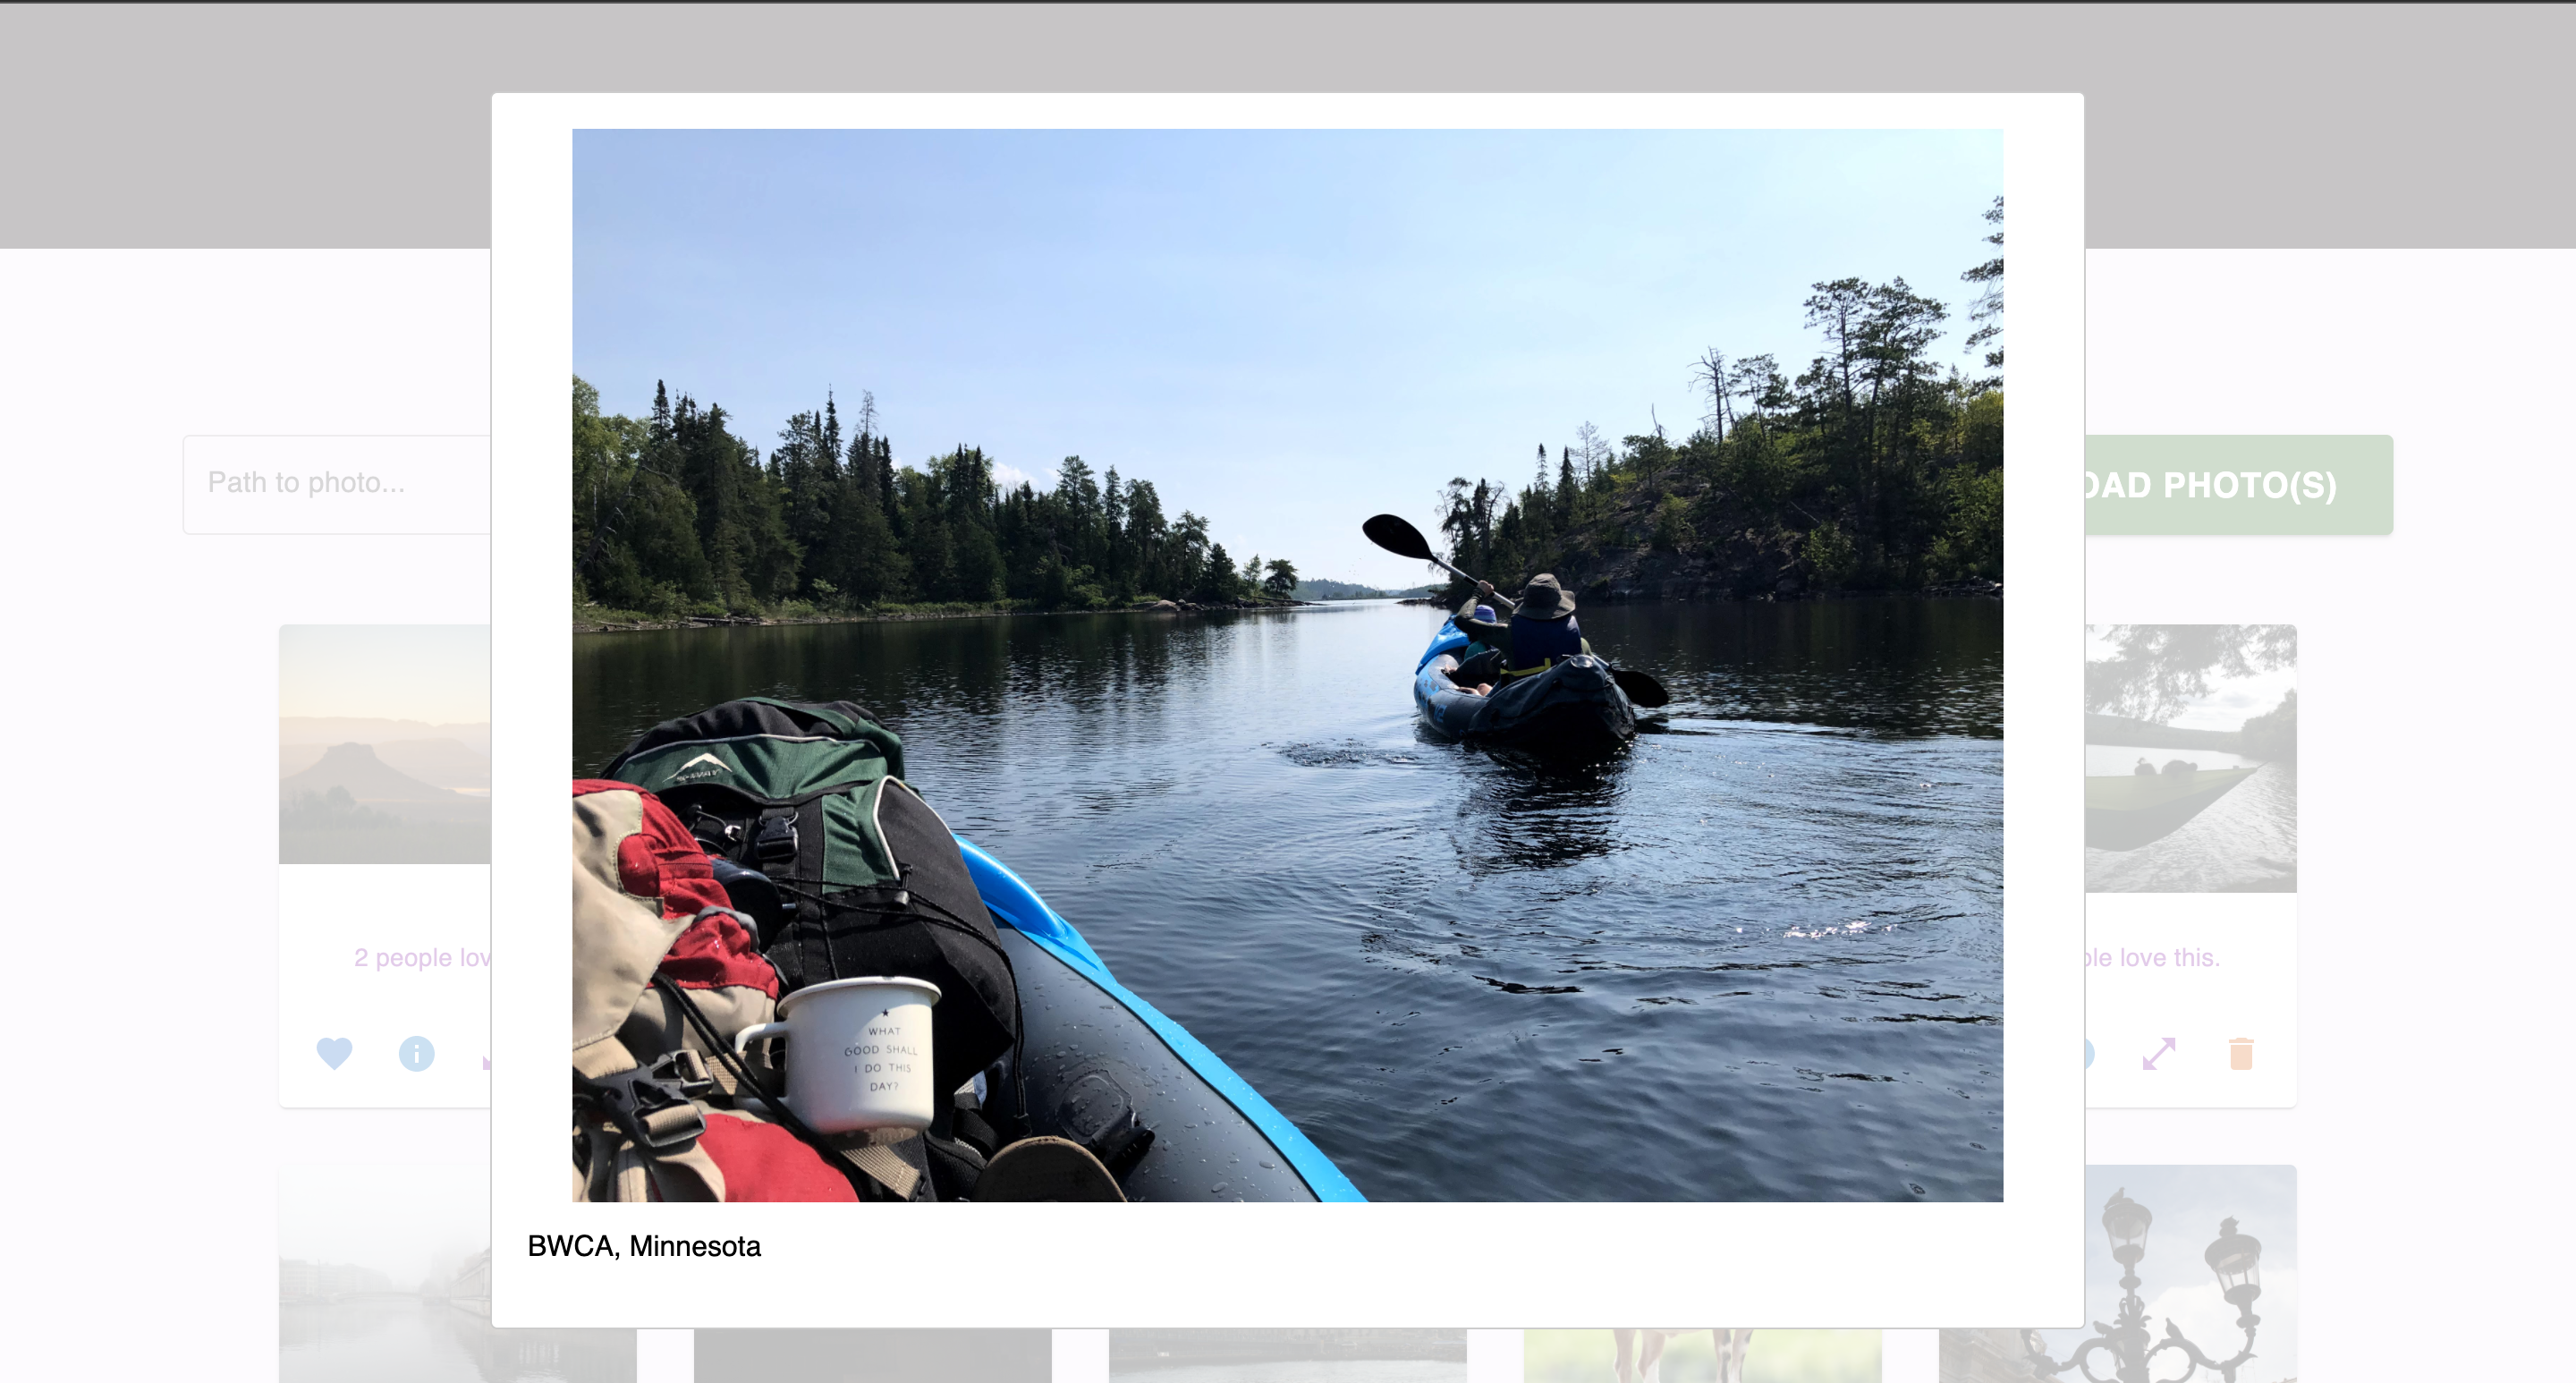 Path to photo...
OAD PHOTO(S)
★
WHAT
GOOD SHALL
I DO THIS
DAY?
2 people lov
ple love this.
BWCA, Minnesota